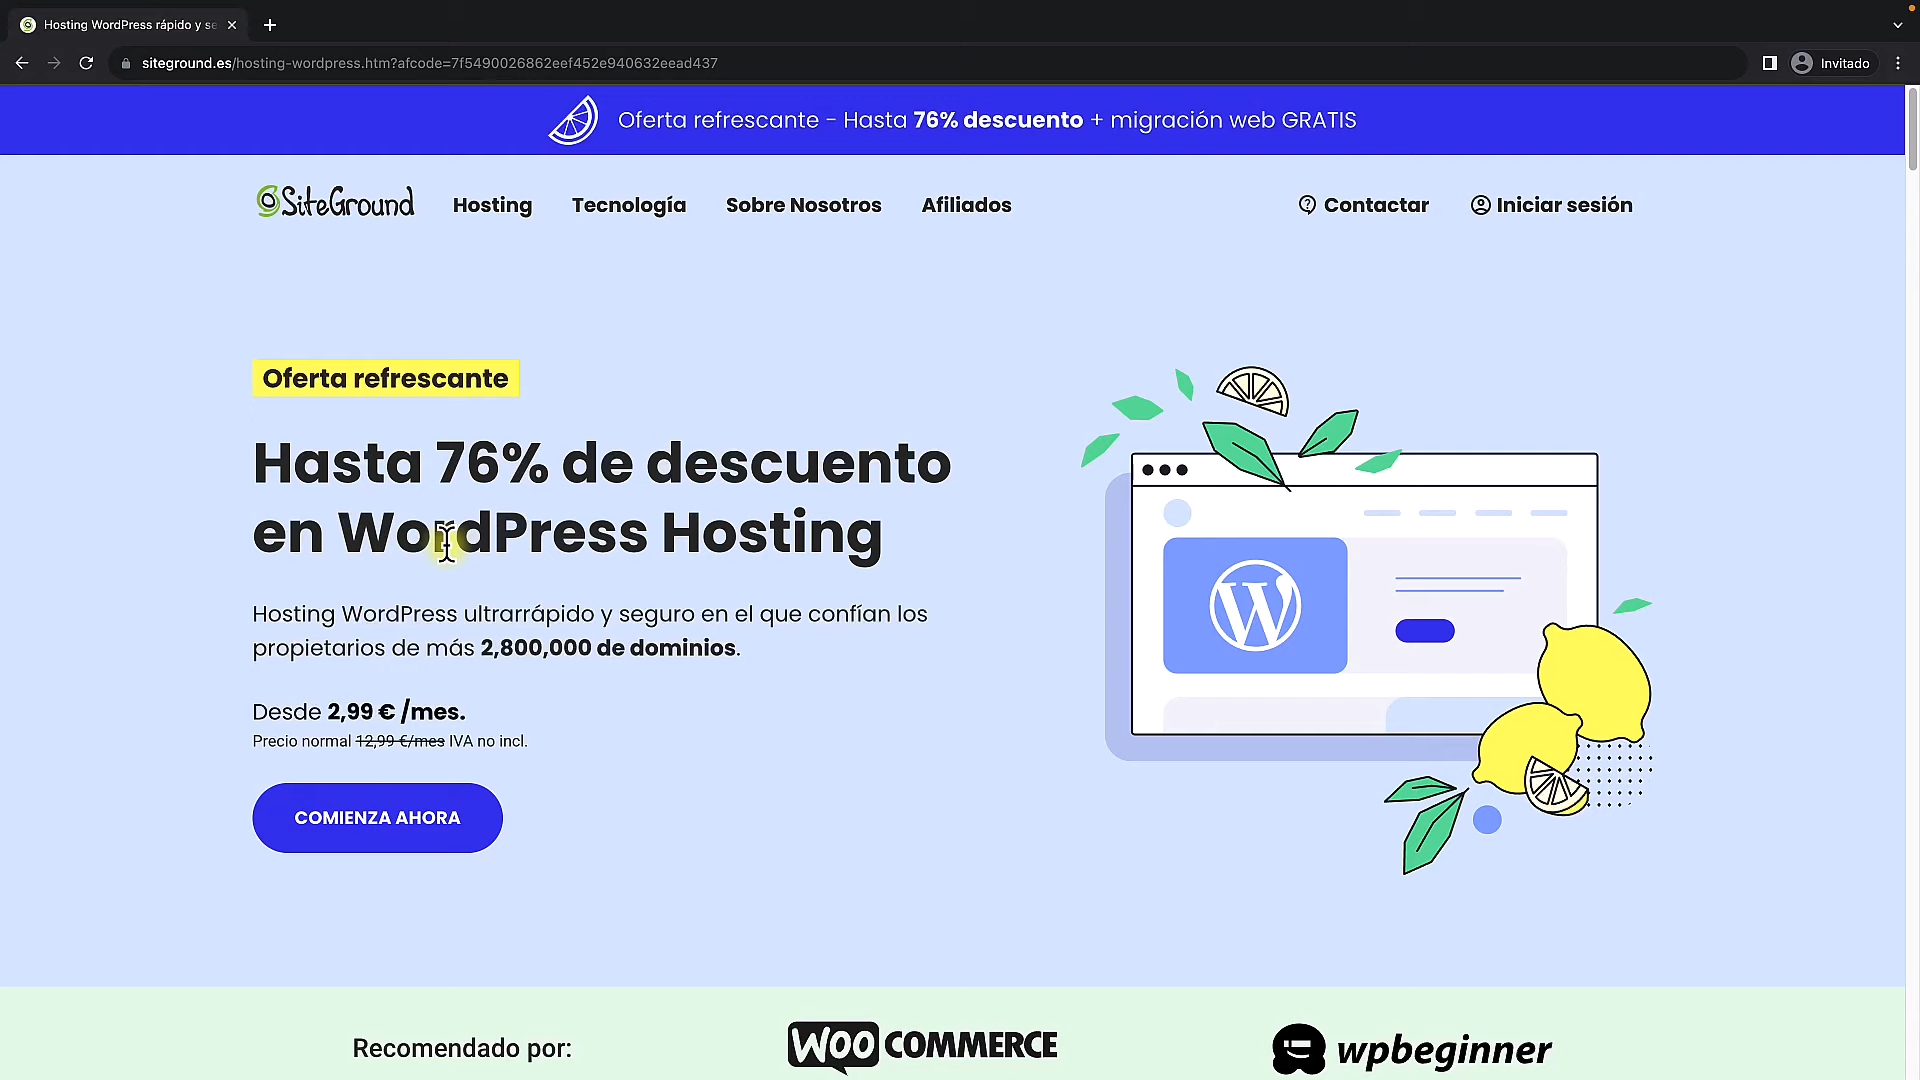 Hosting WordPress rápido y se
siteground.es/hosting-wordpress.htm?afcode=7f5490026862eef452e940632eead437
Invitado
Oferta refrescante - Hasta 76% descuento + migración web GRATIS
SiteGround
Hosting
Tecnología
Sobre Nosotros
Afiliados
Contactar
Iniciar sesión
Oferta refrescante
Hasta 76% de descuento
en WordPress Hosting
Hosting WordPress ultrarrápido y seguro en el que confían los
propietarios de más 2,800,000 de dominios.
Desde 2,99 € /mes.
Precio normal 12,99 €/mes IVA no incl.
COMIENZA AHORA
Recomendado por:
WOO COMMERCE
wpbeginner